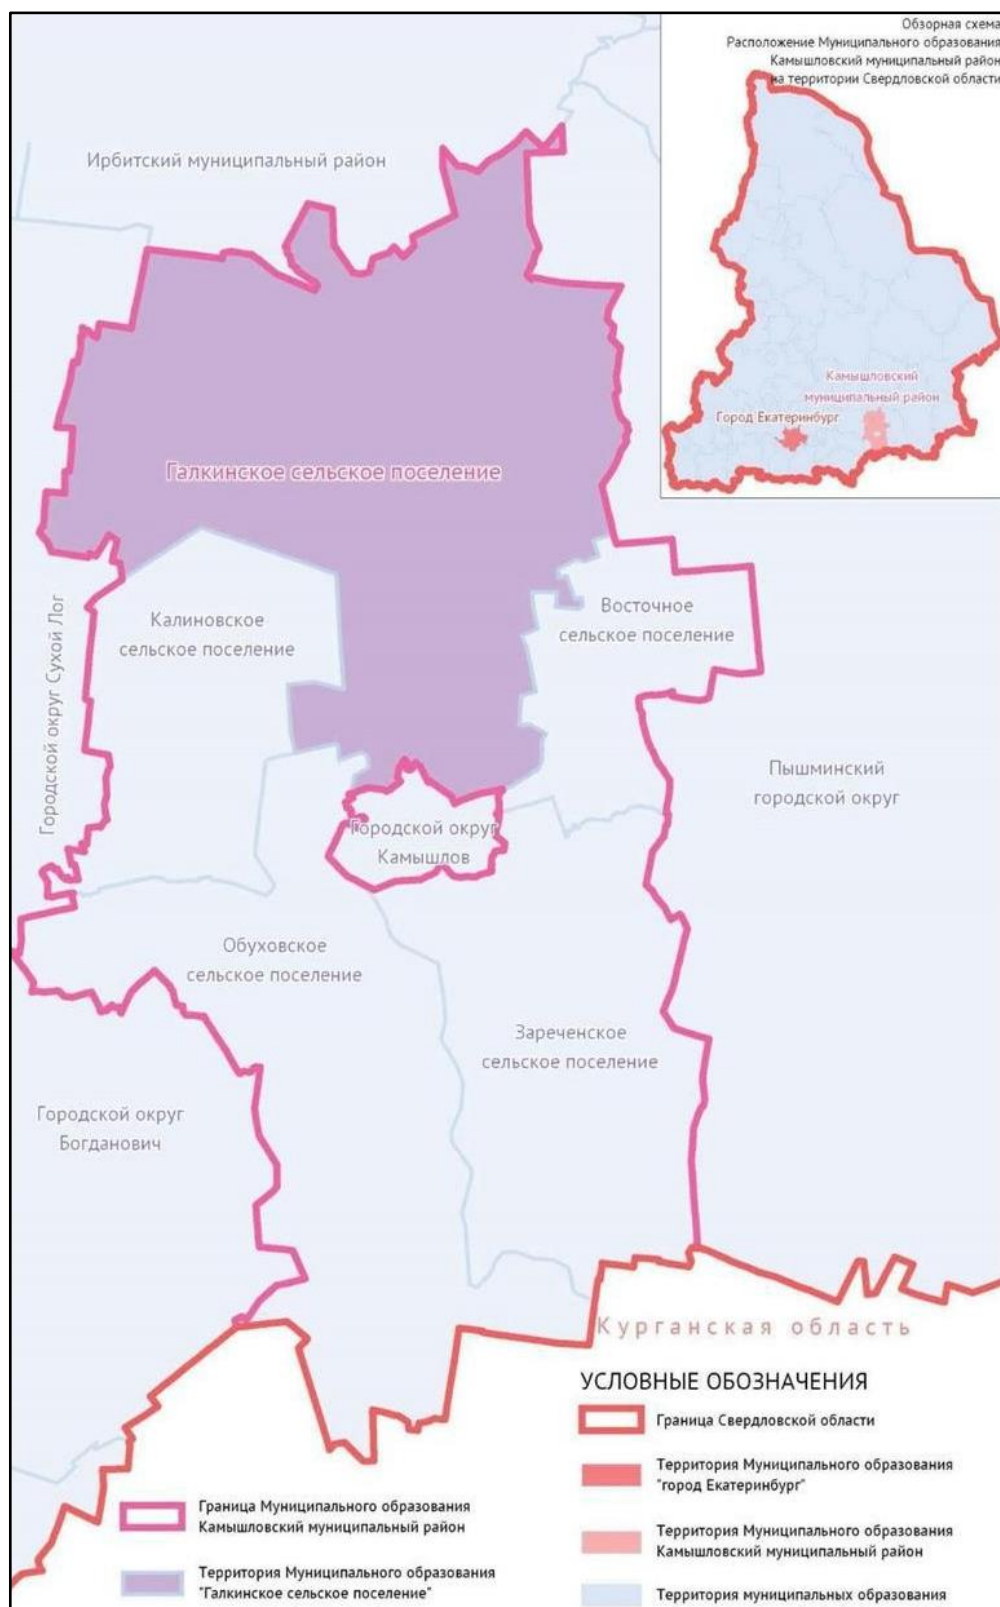 Обзорная схема
Расположение Муниципального образования
Камышловский муниципальный район
на территории Свердловской области
Ирбитский муниципальный район
Камышловский
муниципальный район
Город Екатеринбург
Галкинское сельское поселение
Городской округ Сухой Лог
Калиновское
сельское поселение
Восточное
сельское поселение
Пышминский
городской округ
Городской округ
Камышлов
Обуховское
сельское поселение
Зареченское
сельское поселение
Городской округ
Богданович
Курганская область
УСЛОВНЫЕ ОБОЗНАЧЕНИЯ
Граница Свердловской области
Территория Муниципального образования
"город Екатеринбург"
Территория Муниципального образования
Камышловский муниципальный район
Территория муниципальных образования
Граница Муниципального образования
Камышловский муниципальный район
Территория Муниципального образования
"Галкинское сельское поселение"